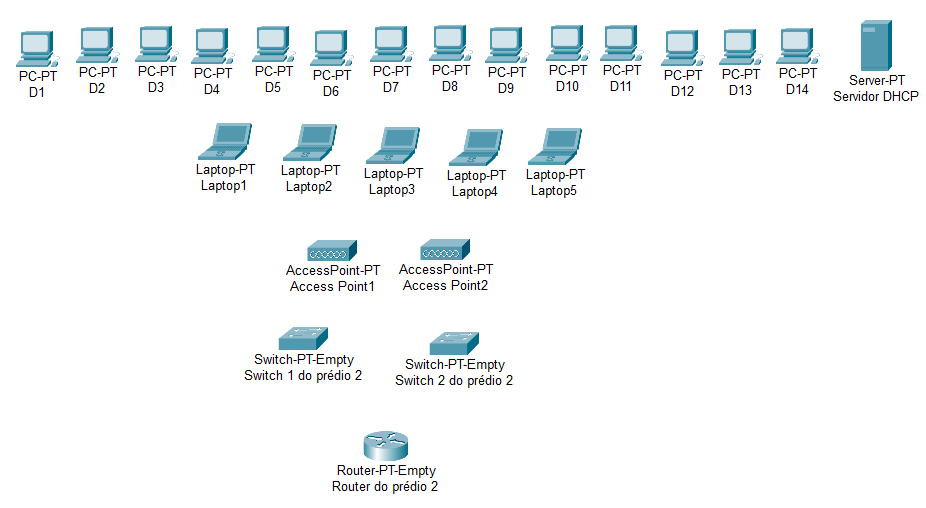 PC-PT
D1
PC-PT
D2
PC-PT
D3
PC-PT
D4
PC-PT
D5
PC-PT
D6
PC-PT
D7
PC-PT
D8
PC-PT
D9
PC-PT
D10
PC-PT
D11
PC-PT
D12
PC-PT
D13
PC-PT
D14
Server-PT
Servidor DHCP
Laptop-PT
Laptop1
Laptop-PT
Laptop2
Laptop-PT
Laptop3
Laptop-PT
Laptop4
Laptop-PT
Laptop5
AccessPoint-PT
Access Point1
AccessPoint-PT
Access Point2
Switch-PT-Empty
Switch 1 do prédio 2
Switch-PT-Empty
Switch 2 do prédio 2
Router-PT-Empty
Router do prédio 2